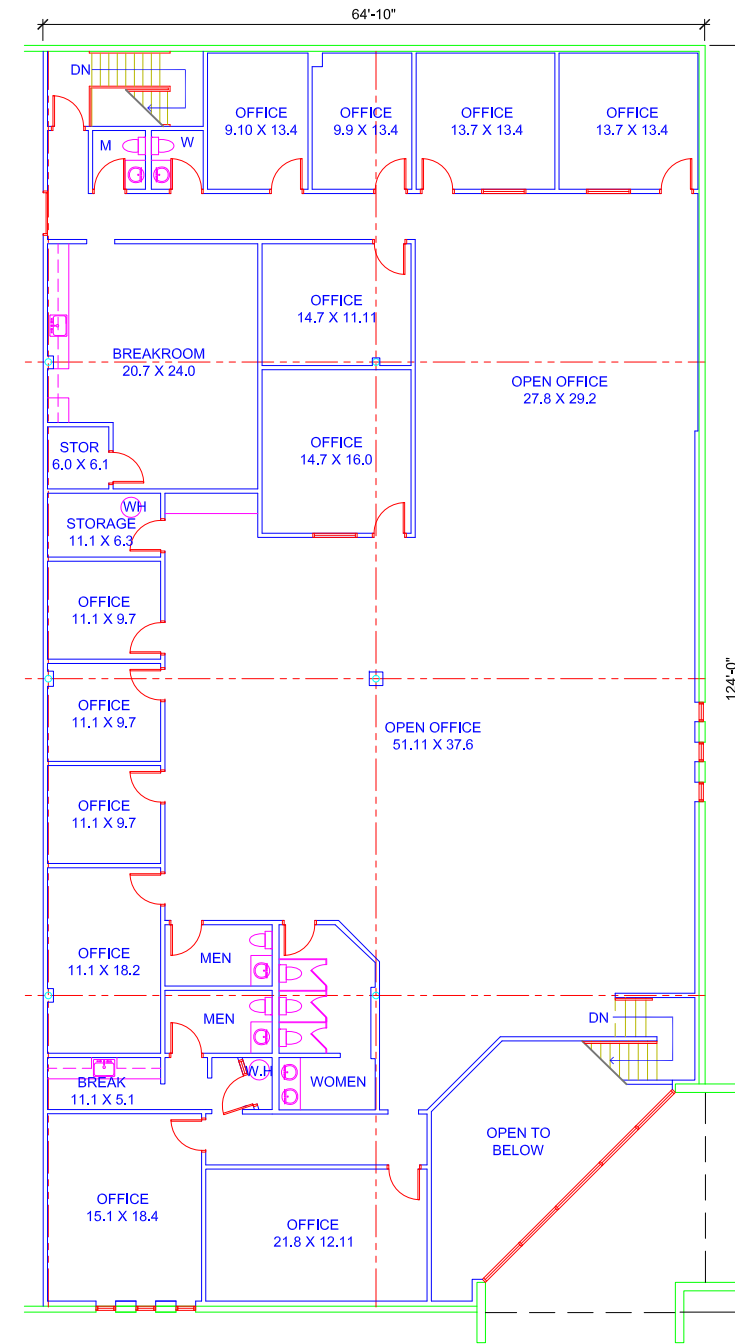 64'-10"
DN
OFFICE
9.10 X 13.4
OFFICE
9.9 X 13.4
OFFICE
13.7 X 13.4
OFFICE
13.7 X 13.4
M
W
OFFICE
14.7 X 11.11
BREAKROOM
20.7 X 24.0
OPEN OFFICE
27.8 X 29.2
STOR
6.0 X 6.1
OFFICE
14.7 X 16.0
WH
STORAGE
11.1 X 6.3
OFFICE
11.1 X 9.7
124'-0"
OFFICE
11.1 X 9.7
OPEN OFFICE
51.11 X 37.6
OFFICE
11.1 X 9.7
OFFICE
11.1 X 18.2
MEN
MEN
DN
W.H
BREAK
11.1 X 5.1
WOMEN
OPEN TO
BELOW
OFFICE
15.1 X 18.4
OFFICE
21.8 X 12.11